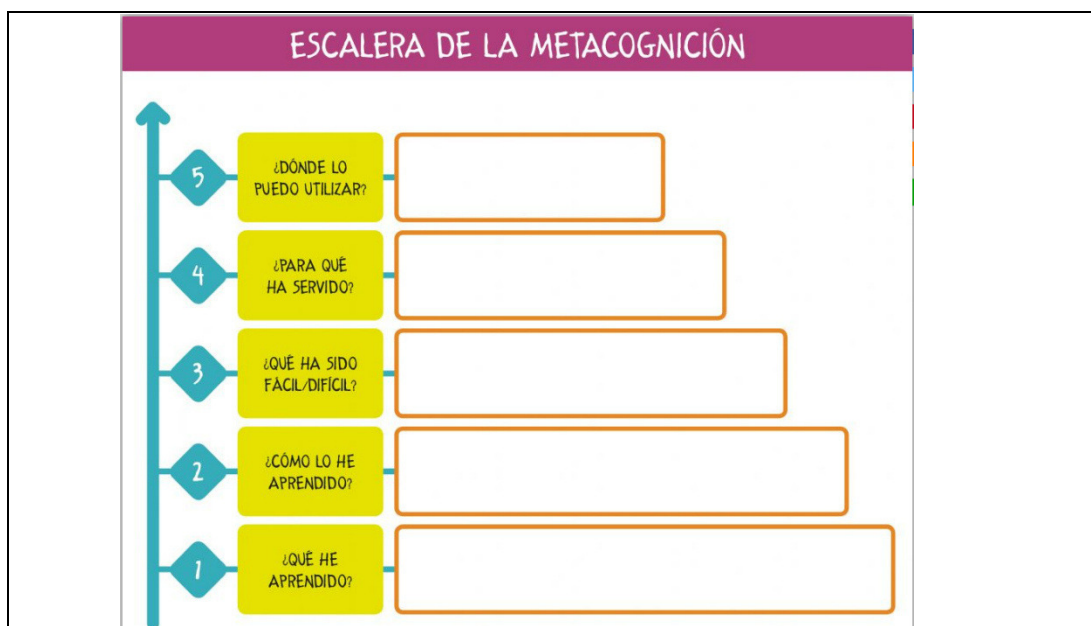 ESCALERA DE LA METACOGNICIÓN
5
¿DÓNDE LO
PUEDO UTILIZAR?
4
¿PARA QUÉ
HA SERVIDO?
3
¿QUÉ HA SIDO
FÁCIL/DIFÍCIL?
2
¿CÓMO LO HE
APRENDIDO?
1
¿QUÉ HE
APRENDIDO?